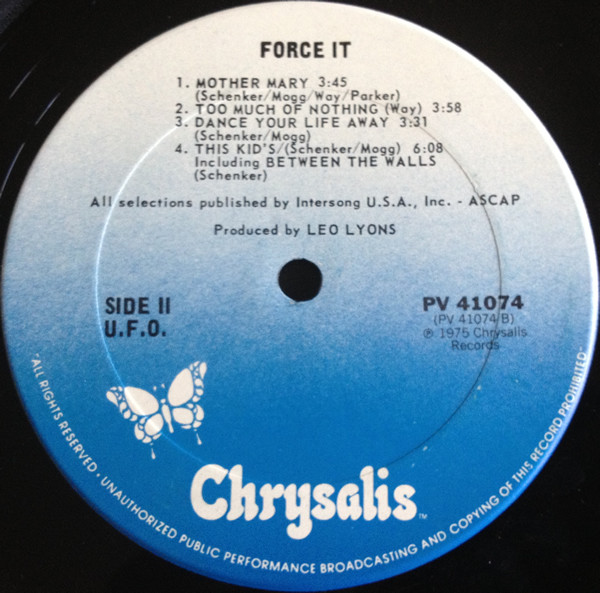 FORCE IT
1. MOTHER MARY 3:45
(Schenker/Mogg/Way/Parker)
2. TOO MUCH OF NOTHING (Way) 3:58
3. DANCE YOUR LIFE AWAY 3:31
(Schenker/Mogg)
4. THIS KID'S/(Schenker/Mogg) 6:08
Including BETWEEN THE WALLS
(Schenker)
All selections published by Intersong U.S.A., Inc. - ASCAP
Produced by LEO LYONS
SIDE II
U.F.O.
PV 41074
(PV 41074 B)
℗ 1975 Chrysalis
Records
Chrysalis™
"ALL RIGHTS RESERVED · UNAUTHORIZED PUBLIC PERFORMANCE BROADCASTING AND COPYING OF THIS RECORD PROHIBITED"